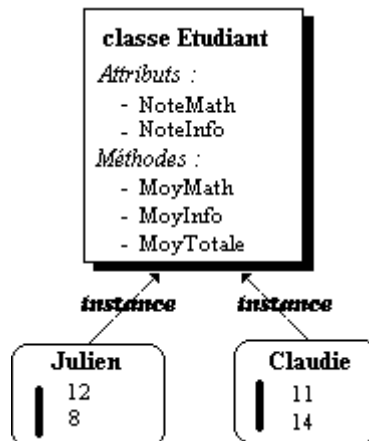 classe Etudiant
Attributs :
- NoteMath
- NoteInfo
Méthodes :
- MoyMath
- MoyInfo
- MoyTotale
instance instance
Julien
12
8
Claudie
11
14